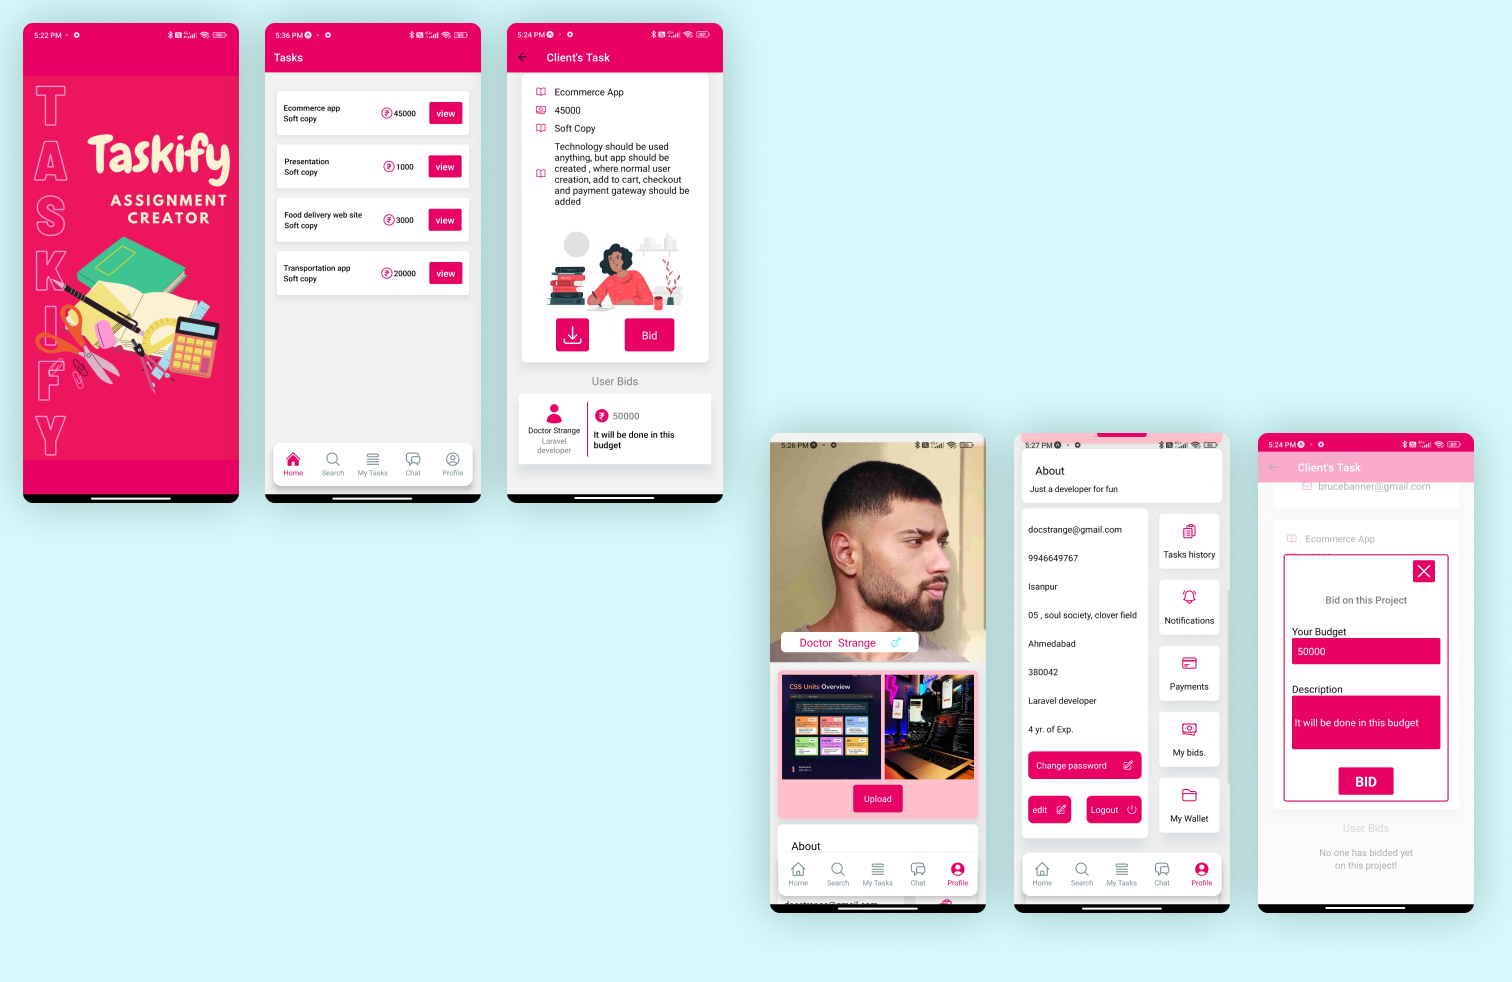 5:22 PM
T
A
S
K
I
F
Y
Taskify
ASSIGNMENT
CREATOR
5:36 PM
Tasks
Ecommerce app
Soft copy
₹ 45000
view
Presentation
Soft copy
₹ 1000
view
Food delivery web site
Soft copy
₹ 3000
view
Transportation app
Soft copy
₹ 20000
view
Home Search My Tasks Chat Profile
5:24 PM
Client's Task
Ecommerce App
45000
Soft Copy
Technology should be used
anything, but app should be
created , where normal user
creation, add to cart, checkout
and payment gateway should be
added
Bid
User Bids
Doctor Strange
Laravel
developer
₹ 50000
It will be done in this
budget
5:26 PM
Doctor Strange
CSS Units Overview
Upload
About
Home Search My Tasks Chat Profile
docstrange@gmail.com
5:27 PM
About
Just a developer for fun
docstrange@gmail.com
9946649767
Isanpur
05 , soul society, clover field
Ahmedabad
380042
Laravel developer
4 yr. of Exp.
Change password
edit
Logout
Tasks history
Notifications
Payments
My bids.
My Wallet
Home Search My Tasks Chat Profile
5:24 PM
Client's Task
brucebanner@gmail.com
Ecommerce App
Bid on this Project
Your Budget
50000
Description
It will be done in this budget
BID
User Bids
No one has bidded yet
on this project!